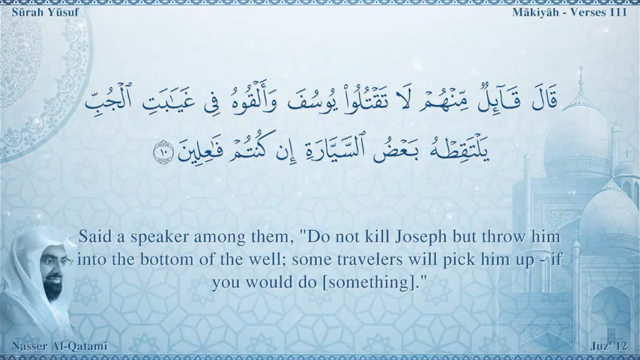 Sūrah Yūsuf
Mākiyāh - Verses 111
قَالَ قَآئِلٌ مِّنْهُمْ لَا تَقْتُلُوا۟ يُوسُفَ وَأَلْقُوهُ فِى غَيَـٰبَتِ ٱلْجُبِّ
يَلْتَقِطْهُ بَعْضُ ٱلسَّيَّارَةِ إِن كُنتُمْ فَـٰعِلِينَ ١٠
Said a speaker among them, "Do not kill Joseph but throw him
into the bottom of the well; some travelers will pick him up - if
you would do [something]."
Nasser Al-Qatami
Juz' 12